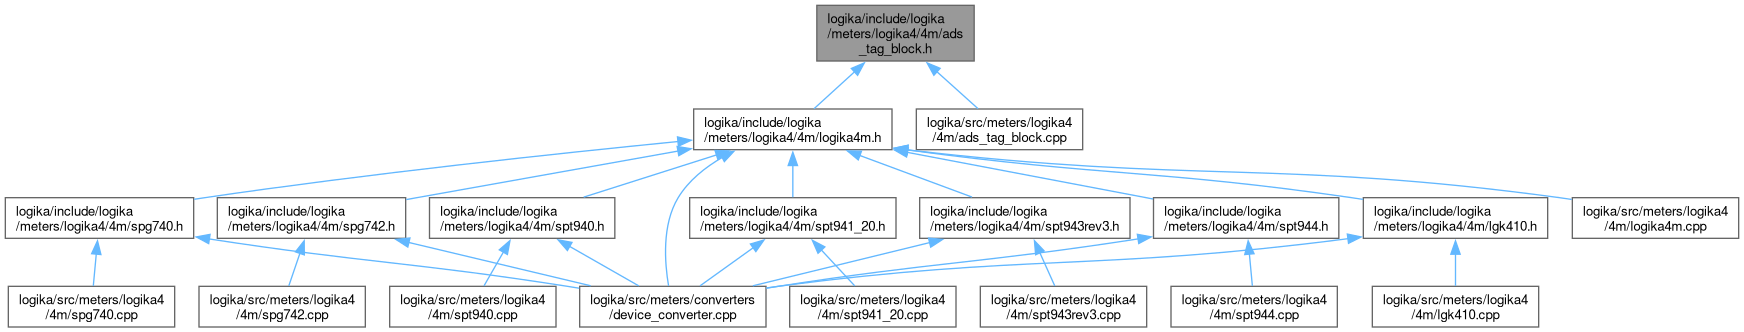 logika/include/logika
/meters/logika4/4m/ads
_tag_block.h
logika/include/logika
/meters/logika4/4m/logika4m.h
logika/src/meters/logika4
/4m/ads_tag_block.cpp
logika/include/logika
/meters/logika4/4m/spg740.h
logika/include/logika
/meters/logika4/4m/spg742.h
logika/include/logika
/meters/logika4/4m/spt940.h
logika/include/logika
/meters/logika4/4m/spt941_20.h
logika/include/logika
/meters/logika4/4m/spt943rev3.h
logika/include/logika
/meters/logika4/4m/spt944.h
logika/include/logika
/meters/logika4/4m/lgk410.h
logika/src/meters/logika4
/4m/logika4m.cpp
logika/src/meters/logika4
/4m/spg740.cpp
logika/src/meters/logika4
/4m/spg742.cpp
logika/src/meters/logika4
/4m/spt940.cpp
logika/src/meters/converters
/device_converter.cpp
logika/src/meters/logika4
/4m/spt941_20.cpp
logika/src/meters/logika4
/4m/spt943rev3.cpp
logika/src/meters/logika4
/4m/spt944.cpp
logika/src/meters/logika4
/4m/lgk410.cpp